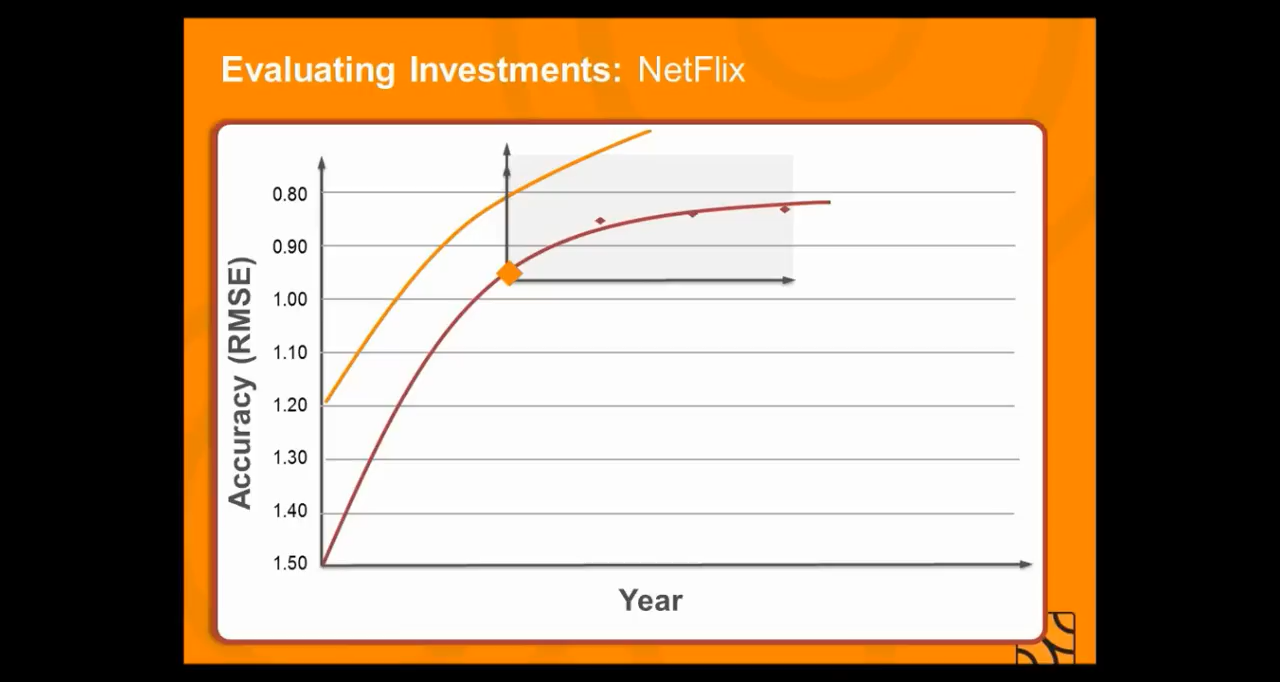 Evaluating Investments: NetFlix
Accuracy (RMSE)
0.80
0.90
1.00
1.10
1.20
1.30
1.40
1.50
Year